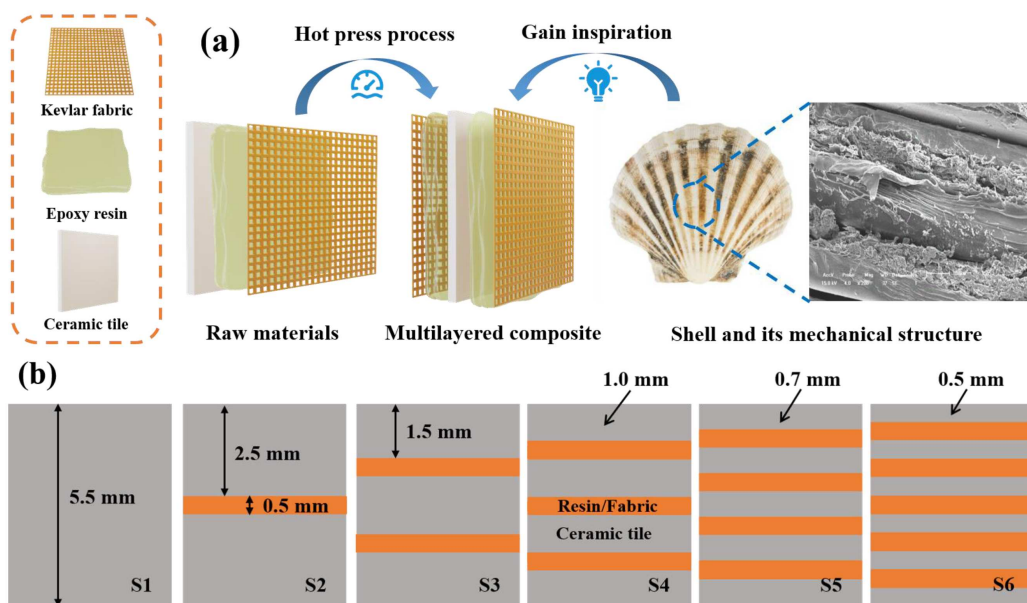 (a)
Hot press process
Gain inspiration
Kevlar fabric
Epoxy resin
Ceramic tile
Raw materials
Multilayered composite
Shell and its mechanical structure
(b)
1.0 mm
0.7 mm
0.5 mm
5.5 mm
2.5 mm
0.5 mm
1.5 mm
Resin/Fabric
Ceramic tile
S1
S2
S3
S4
S5
S6